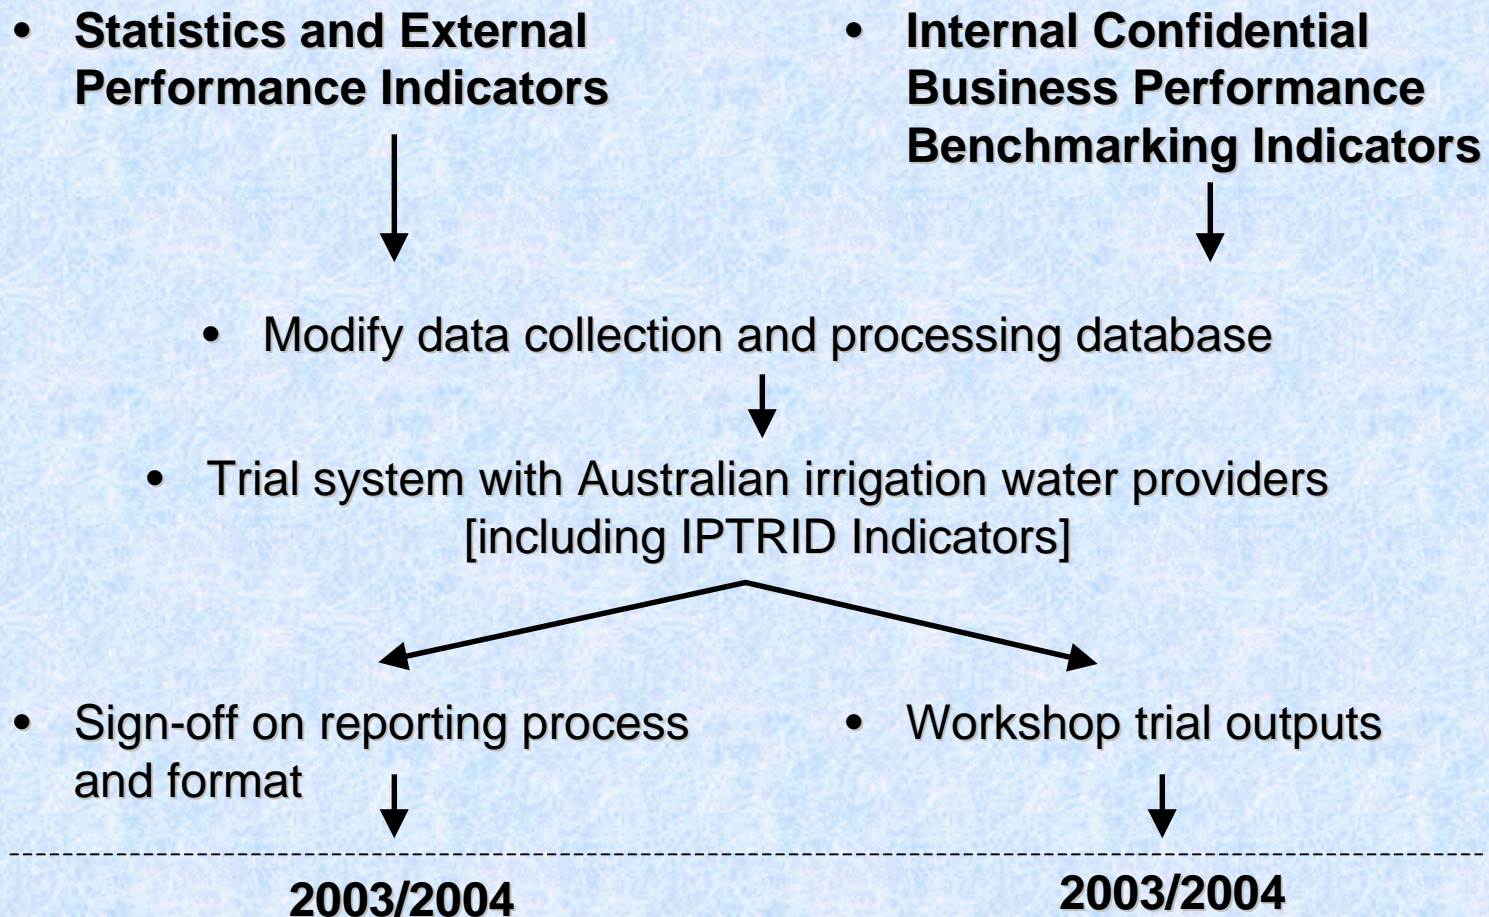 • Statistics and External
Performance Indicators
• Internal Confidential
Business Performance
Benchmarking Indicators
• Modify data collection and processing database
• Trial system with Australian irrigation water providers
[including IPTRID Indicators]
• Sign-off on reporting process
and format
• Workshop trial outputs
2003/2004
2003/2004